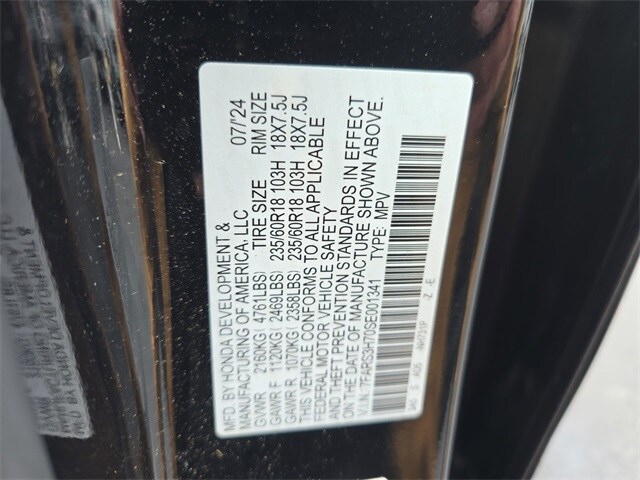 MFD. BY HONDA DEVELOPMENT &
MANUFACTURING OF AMERICA, LLC 07/'24
GVWR 2160KG( 4761LBS) TIRE SIZE RIM SIZE
GAWR F 1120KG( 2469LBS) 235/60R18 103H 18X7.5J
GAWR R 1070KG( 2358LBS) 235/60R18 103H 18X7.5J
THIS VEHICLE CONFORMS TO ALL APPLICABLE
FEDERAL MOTOR VEHICLE SAFETY
AND THEFT PREVENTION STANDARDS IN EFFECT
ON THE DATE OF MANUFACTURE SHOWN ABOVE.
V.I.N: 7FARS3H70SE001341 TYPE: MPV